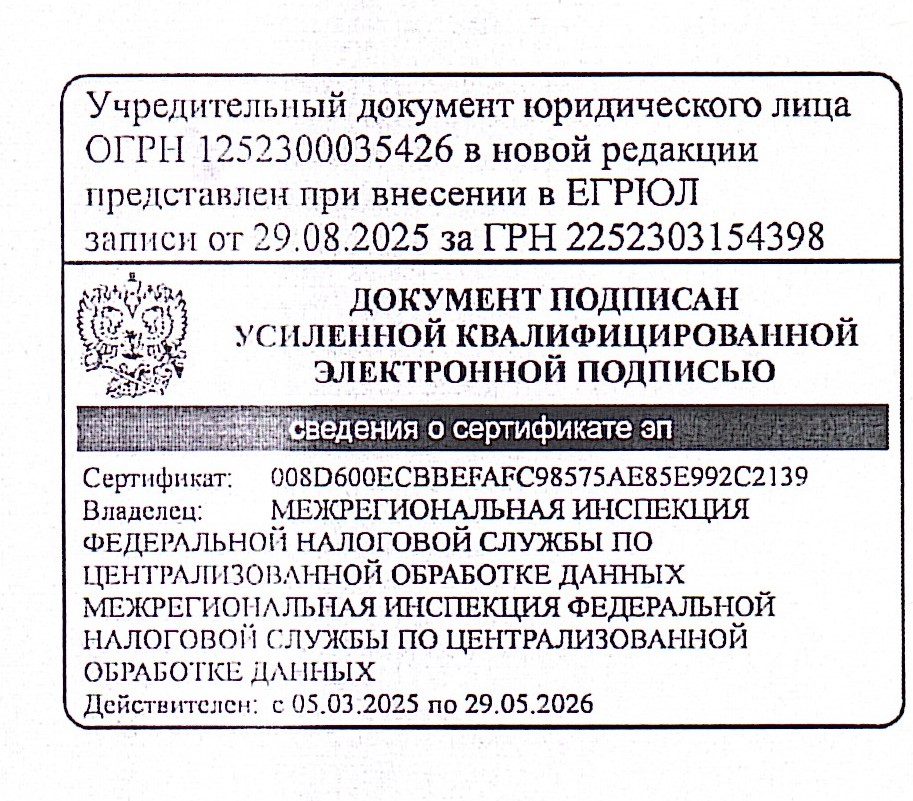 Учредительный документ юридического лица
ОГРН 1252300035426 в новой редакции
представлен при внесении в ЕГРЮЛ
записи от 29.08.2025 за ГРН 2252303154398
ДОКУМЕНТ ПОДПИСАН
УСИЛЕННОЙ КВАЛИФИЦИРОВАННОЙ
ЭЛЕКТРОННОЙ ПОДПИСЬЮ
сведения о сертификате эп
Сертификат: 008D600ECBBEFAFC98575AE85E992C2139
Владелец: МЕЖРЕГИОНАЛЬНАЯ ИНСПЕКЦИЯ
ФЕДЕРАЛЬНОЙ НАЛОГОВОЙ СЛУЖБЫ ПО
ЦЕНТРАЛИЗОВАННОЙ ОБРАБОТКЕ ДАННЫХ
МЕЖРЕГИОНАЛЬНАЯ ИНСПЕКЦИЯ ФЕДЕРАЛЬНОЙ
НАЛОГОВОЙ СЛУЖБЫ ПО ЦЕНТРАЛИЗОВАННОЙ
ОБРАБОТКЕ ДАННЫХ
Действителен: с 05.03.2025 по 29.05.2026